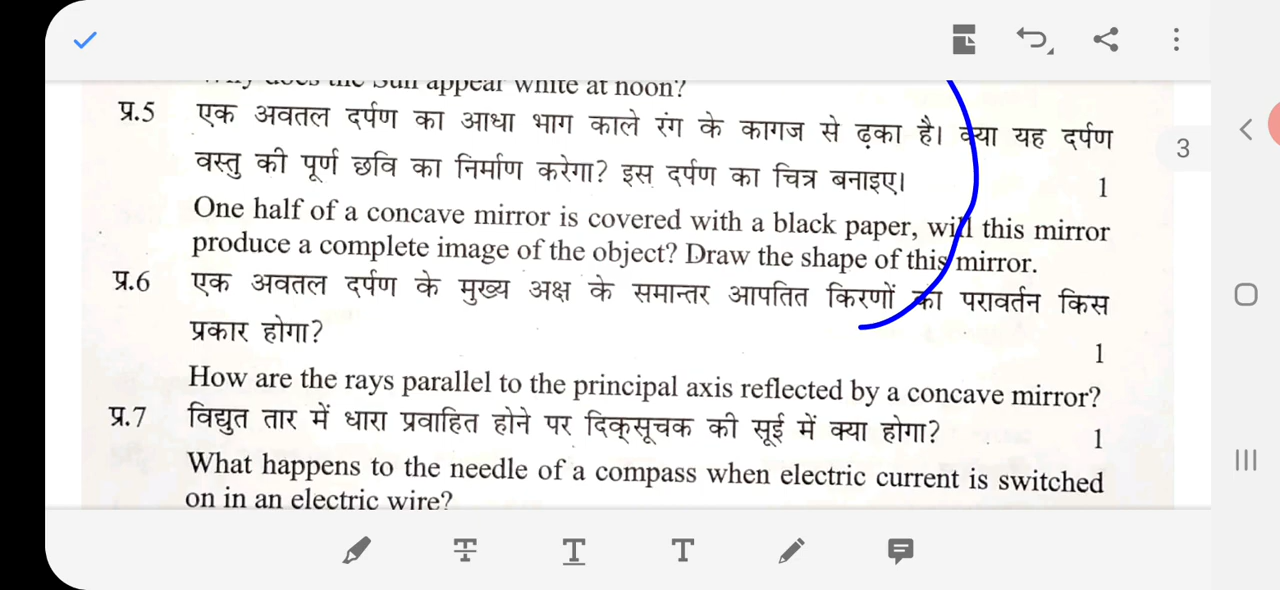 Why does the Sun appear white at noon?
प्र.5 एक अवतल दर्पण का आधा भाग काले रंग के कागज से ढ़का है। क्या यह दर्पण
वस्तु की पूर्ण छवि का निर्माण करेगा? इस दर्पण का चित्र बनाइए। 1
One half of a concave mirror is covered with a black paper, will this mirror
produce a complete image of the object? Draw the shape of this mirror.
प्र.6 एक अवतल दर्पण के मुख्य अक्ष के समान्तर आपतित किरणों का परावर्तन किस
प्रकार होगा? 1
How are the rays parallel to the principal axis reflected by a concave mirror?
प्र.7 विद्युत तार में धारा प्रवाहित होने पर दिक्‌सूचक की सूई में क्या होगा? 1
What happens to the needle of a compass when electric current is switched
on in an electric wire?
3
T
T
T